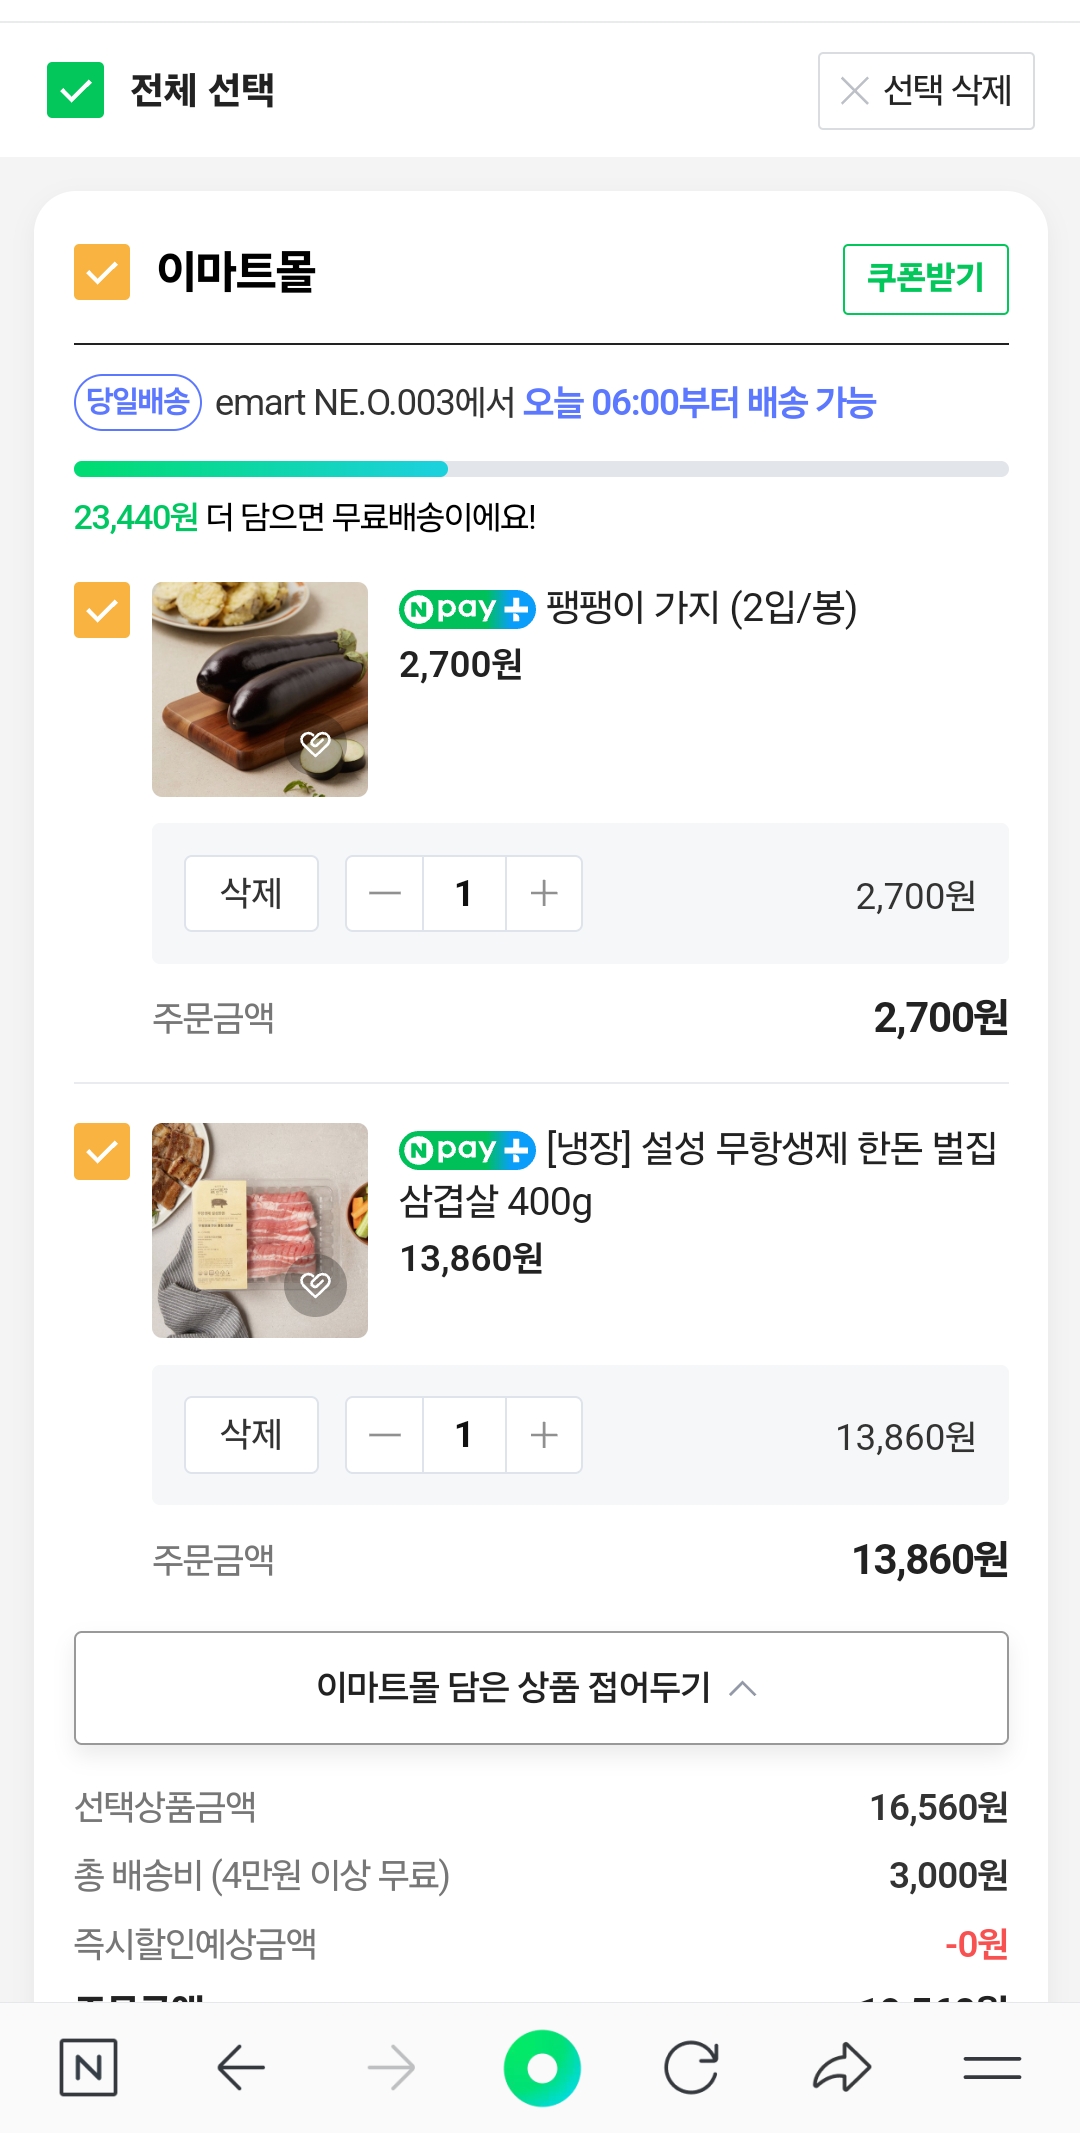 전체 선택
선택 삭제
이마트몰
쿠폰받기
당일배송 emart NE.O.003에서 오늘 06:00부터 배송 가능
23,440원 더 담으면 무료배송이에요!
N pay + 팽팽이 가지 (2입/봉)
2,700원
삭제
1
2,700원
주문금액
2,700원
N pay + [냉장] 설성 무항생제 한돈 벌집
삼겹살 400g
13,860원
삭제
1
13,860원
주문금액
13,860원
이마트몰 담은 상품 접어두기
선택상품금액
16,560원
총 배송비 (4만원 이상 무료)
3,000원
즉시할인예상금액
-0원
N